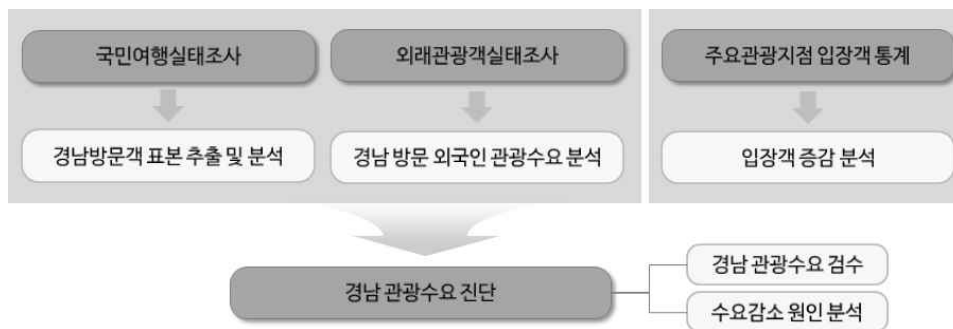 국민여행실태조사
외래관광객실태조사
주요관광지점 입장객 통계
경남방문객 표본 추출 및 분석
경남 방문 외국인 관광수요 분석
입장객 증감 분석
경남 관광수요 진단
경남 관광수요 검수
수요감소 원인 분석